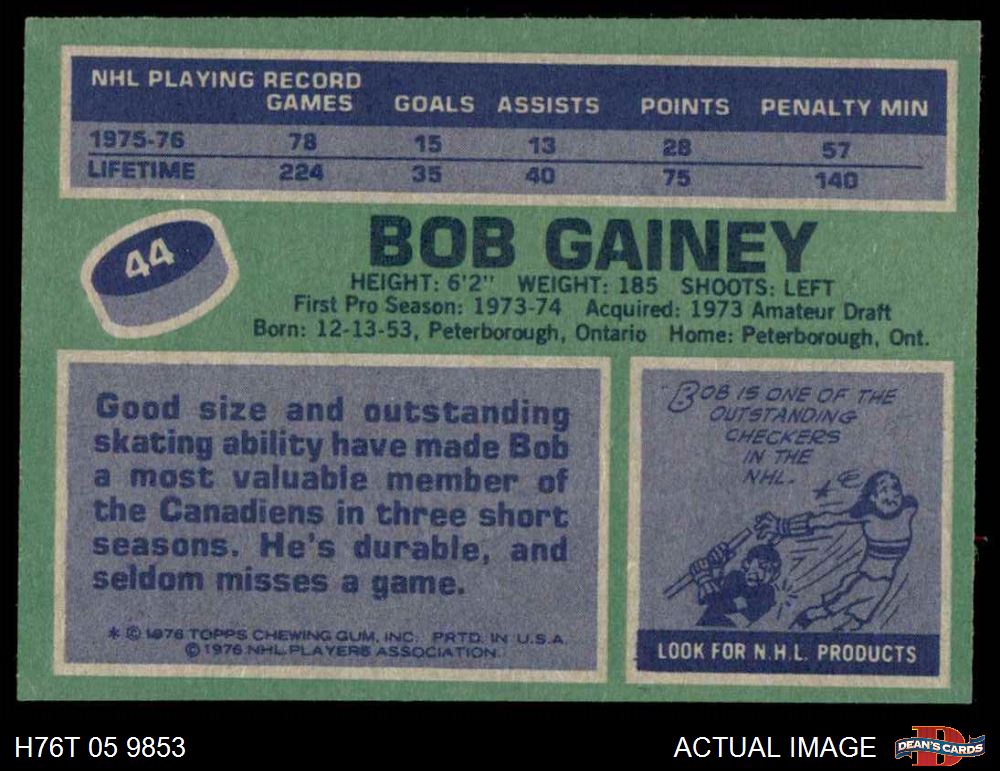 NHL PLAYING RECORD
GAMES GOALS ASSISTS POINTS PENALTY MIN
1975-76 78 15 13 28 57
LIFETIME 224 35 40 75 140
44
BOB GAINEY
HEIGHT: 6'2" WEIGHT: 185 SHOOTS: LEFT
First Pro Season: 1973-74 Acquired: 1973 Amateur Draft
Born: 12-13-53, Peterborough, Ontario Home: Peterborough, Ont.
Good size and outstanding
skating ability have made Bob
a most valuable member of
the Canadiens in three short
seasons. He's durable, and
seldom misses a game.
* © 1976 TOPPS CHEWING GUM, INC. PRTD. IN U.S.A.
© 1976 NHL PLAYERS ASSOCIATION
BOB IS ONE OF THE
OUTSTANDING
CHECKERS
IN THE
NHL.
LOOK FOR N.H.L. PRODUCTS
H76T 05 9853
ACTUAL IMAGE
D
DEAN'S CARDS